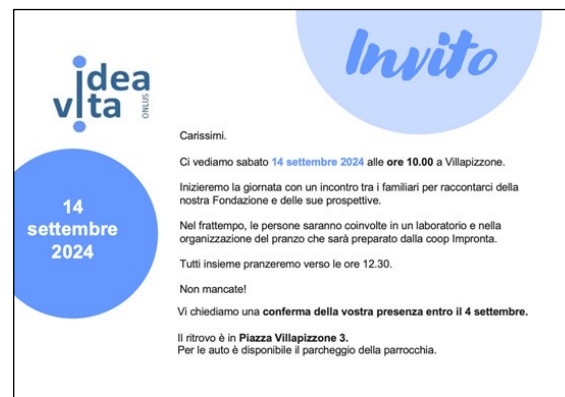 Invito
idea
vita
ONLUS
Carissimi.
Ci vediamo sabato 14 settembre 2024 alle ore 10.00 a Villapizzone.
Inizieremo la giornata con un incontro tra i familiari per raccontarci della
nostra Fondazione e delle sue prospettive.
Nel frattempo, le persone saranno coinvolte in un laboratorio e nella
organizzazione del pranzo che sarà preparato dalla coop Impronta.
Tutti insieme pranzeremo verso le ore 12.30.
Non mancate!
Vi chiediamo una conferma della vostra presenza entro il 4 settembre.
Il ritrovo è in Piazza Villapizzone 3.
Per le auto è disponibile il parcheggio della parrocchia.
14
settembre
2024